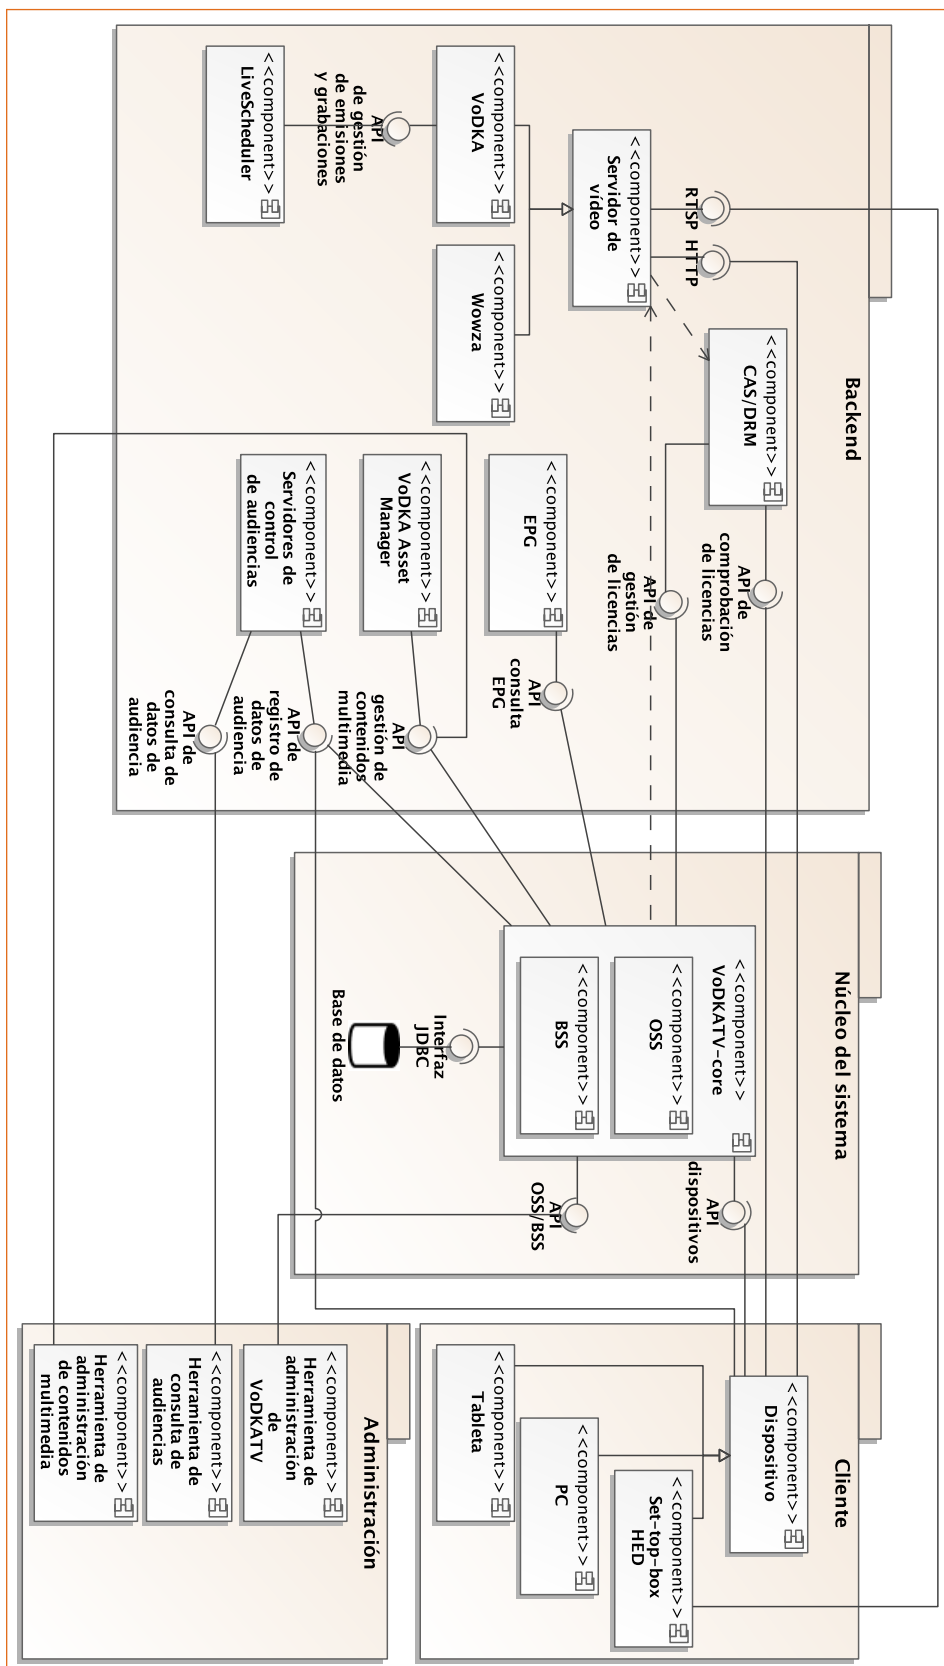 Backend
<<component>>
LiveScheduler
API
de gestión
de emisiones
y grabaciones
<<component>>
VoDKA
<<component>>
Wowza
<<component>>
Servidor de
vídeo
RTSP
HTTP
<<component>>
CAS/DRM
API de
comprobación
de licencias
API de
gestión
de licencias
<<component>>
EPG
API
consulta
EPG
<<component>>
VoDKA Asset
Manager
API
gestión de
contenidos
multimedia
<<component>>
Servidores de
control
de audiencias
API de
registro de
datos de
audiencia
API de
consulta de
datos de
audiencia
Núcleo del sistema
<<component>>
VoDKATV-core
<<component>>
OSS
<<component>>
BSS
Interfaz
JDBC
Base de datos
API
dispositivos
API
OSS/BSS
Cliente
<<component>>
Dispositivo
<<component>>
Set-top-box
HED
<<component>>
PC
<<component>>
Tableta
Administración
<<component>>
Herramienta de
administración
de
VoDKATV
<<component>>
Herramienta de
consulta de
audiencias
<<component>>
Herramienta de
administración
de contenidos
multimedia